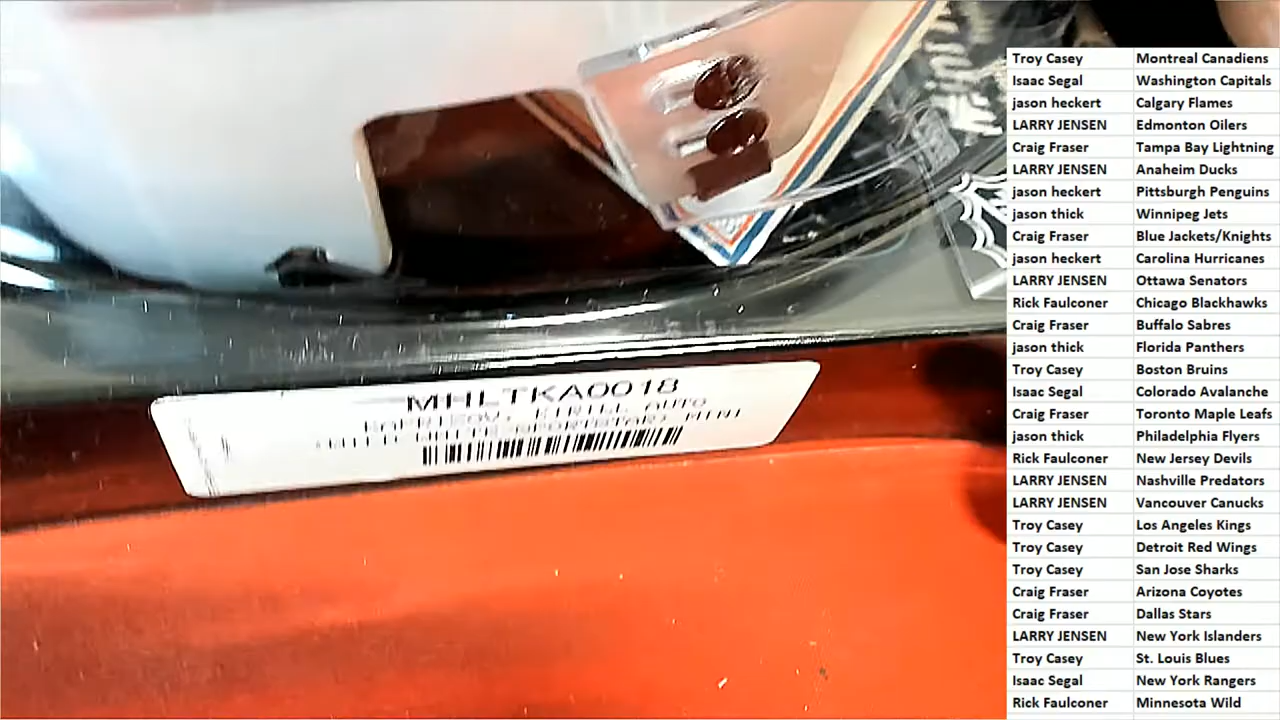 MHLTKA0018
KAPRIZOV, KIRILL AUTO
MINI
Troy Casey Montreal Canadiens
Isaac Segal Washington Capitals
jason heckert Calgary Flames
LARRY JENSEN Edmonton Oilers
Craig Fraser Tampa Bay Lightning
LARRY JENSEN Anaheim Ducks
jason heckert Pittsburgh Penguins
jason thick Winnipeg Jets
Craig Fraser Blue Jackets/Knights
jason heckert Carolina Hurricanes
LARRY JENSEN Ottawa Senators
Rick Faulconer Chicago Blackhawks
Craig Fraser Buffalo Sabres
jason thick Florida Panthers
Troy Casey Boston Bruins
Isaac Segal Colorado Avalanche
Craig Fraser Toronto Maple Leafs
jason thick Philadelphia Flyers
Rick Faulconer New Jersey Devils
LARRY JENSEN Nashville Predators
LARRY JENSEN Vancouver Canucks
Troy Casey Los Angeles Kings
Troy Casey Detroit Red Wings
Troy Casey San Jose Sharks
Craig Fraser Arizona Coyotes
Craig Fraser Dallas Stars
LARRY JENSEN New York Islanders
Troy Casey St. Louis Blues
Isaac Segal New York Rangers
Rick Faulconer Minnesota Wild